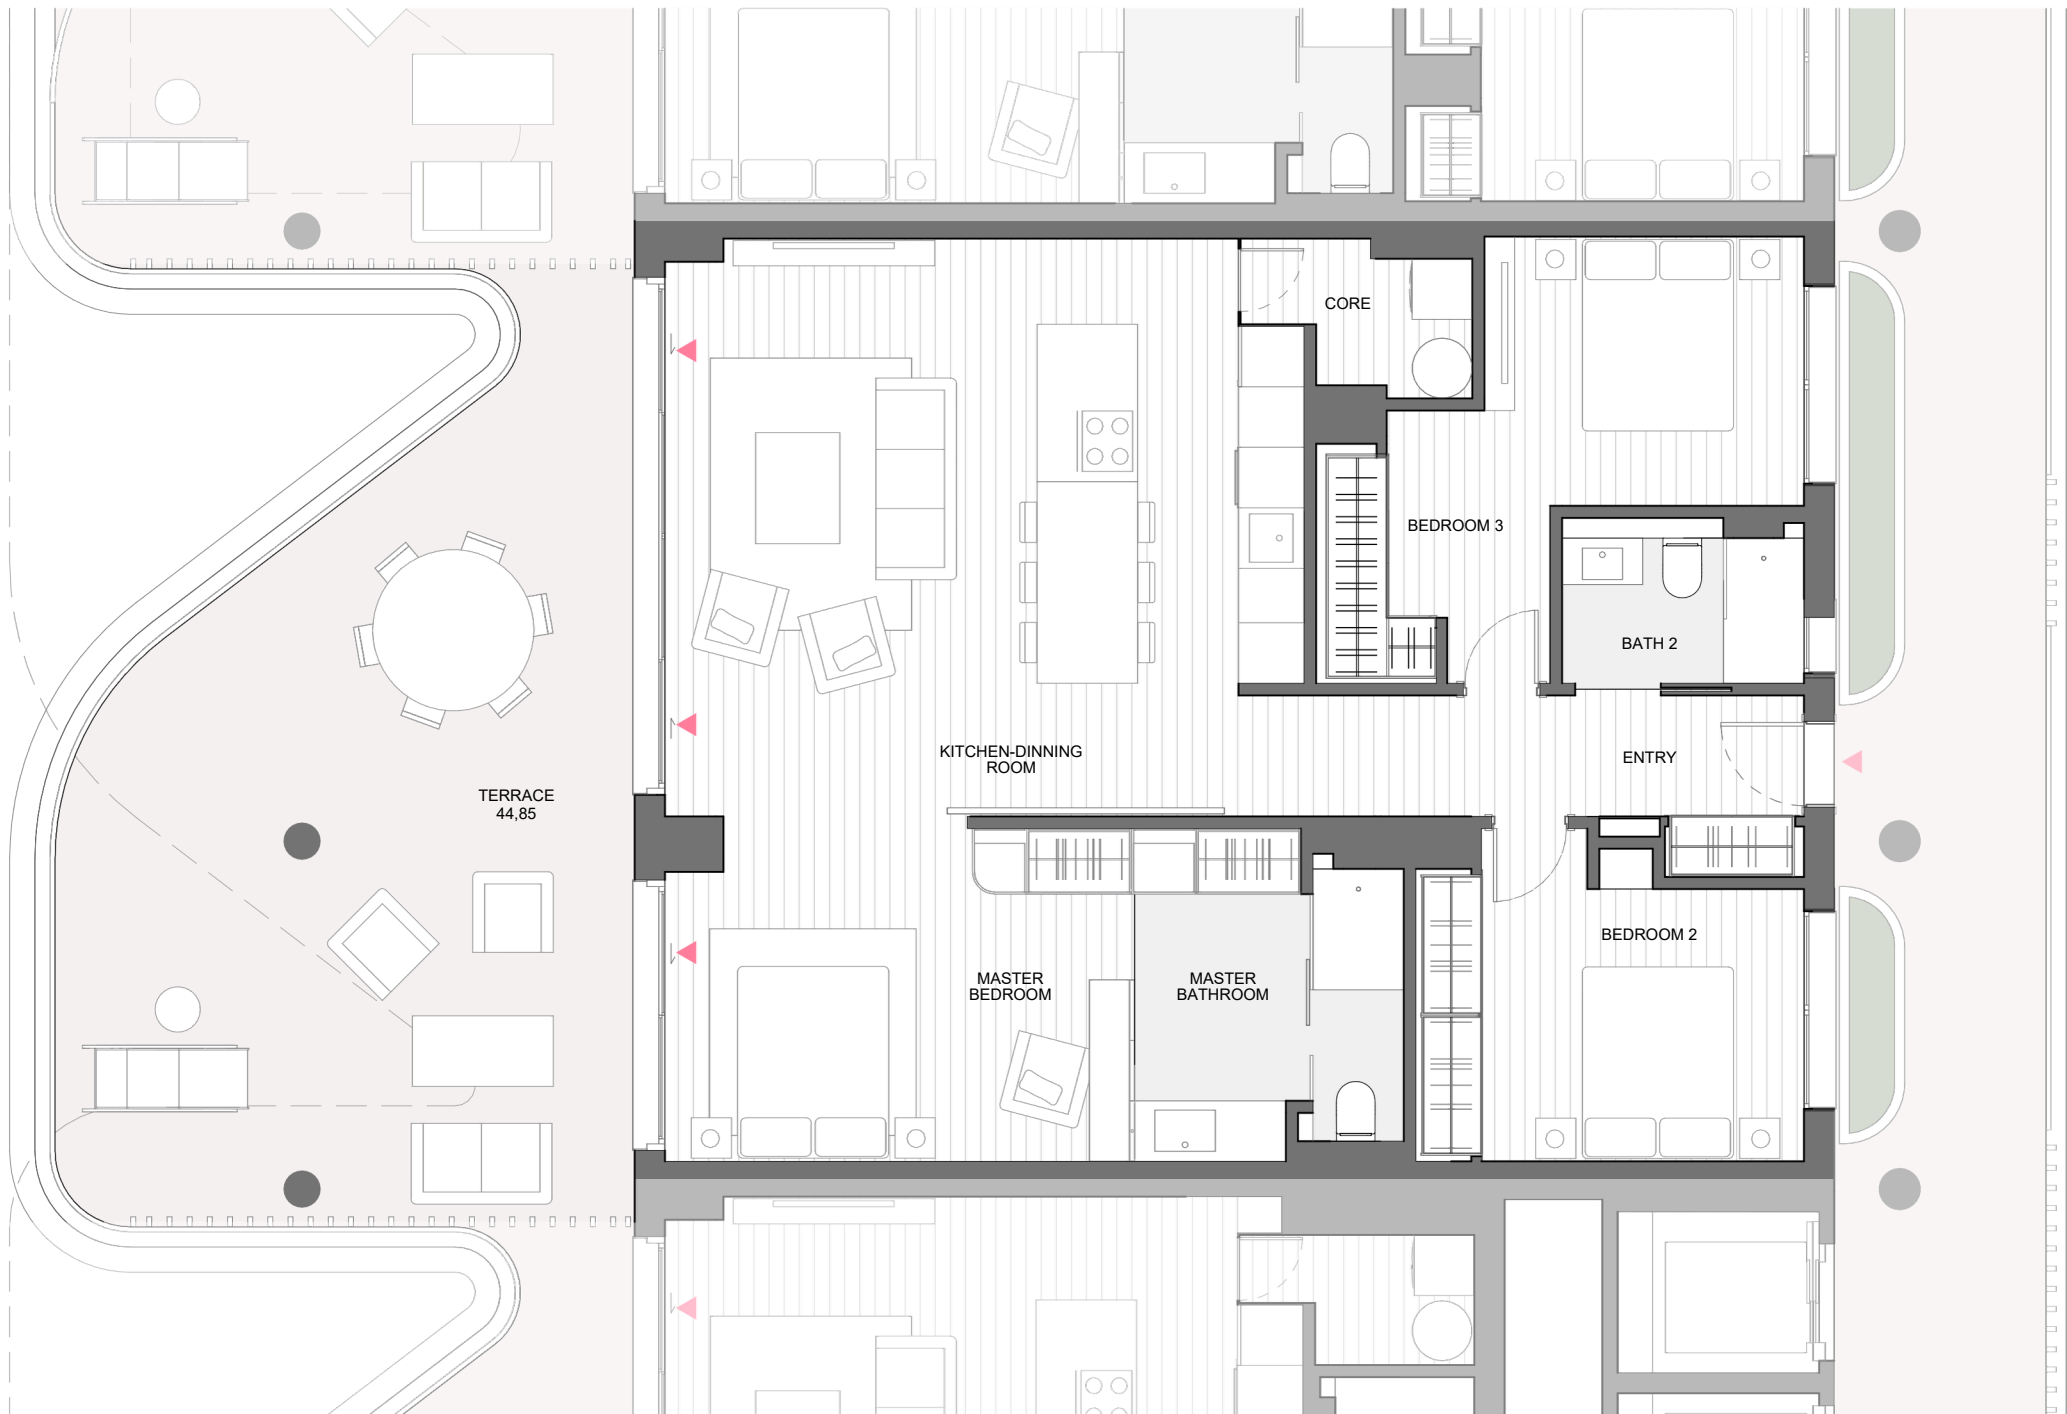 CORE
BEDROOM 3
BATH 2
KITCHEN-DINNING
ROOM
ENTRY
TERRACE
44,85
BEDROOM 2
MASTER
BEDROOM
MASTER
BATHROOM